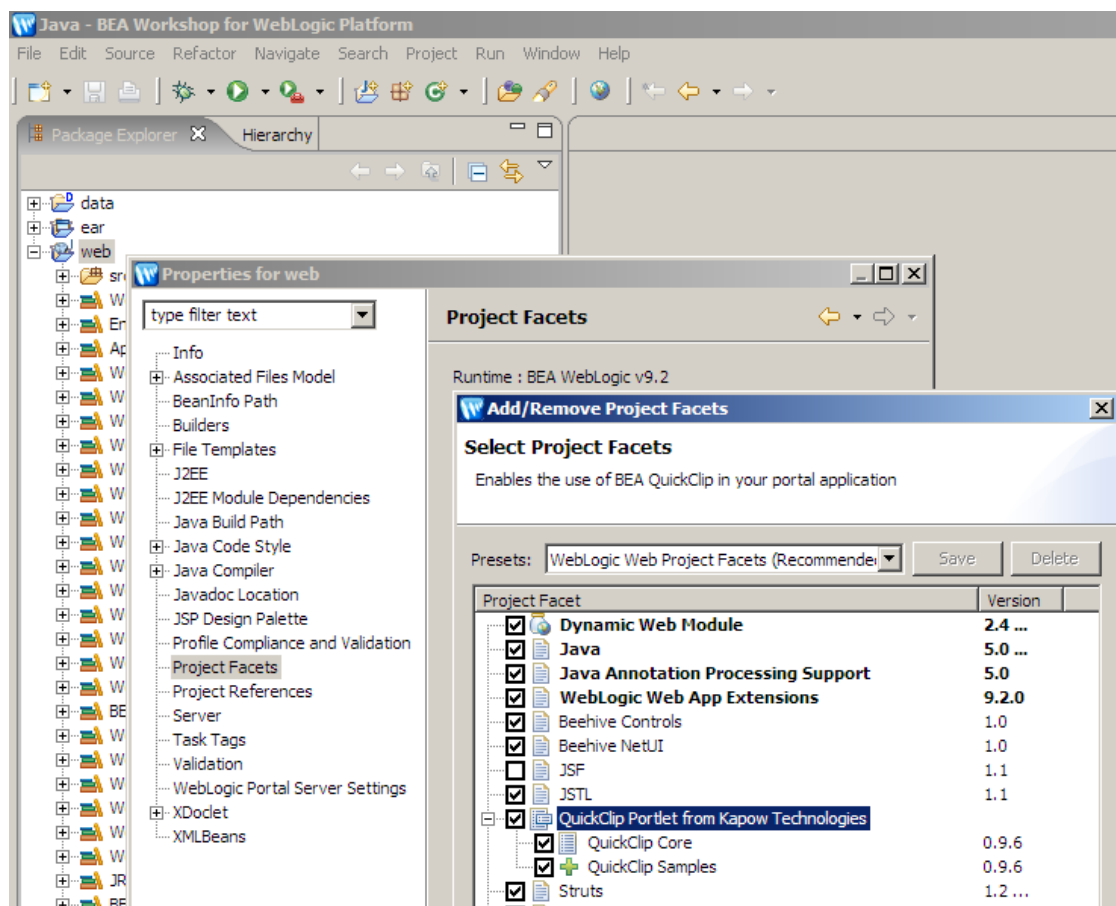 Java - BEA Workshop for WebLogic Platform
File Edit Source Refactor Navigate Search Project Run Window Help
Package Explorer Hierarchy
data
ear
web
src
Properties for web
type filter text
Info
Associated Files Model
BeanInfo Path
Builders
File Templates
J2EE
J2EE Module Dependencies
Java Build Path
Java Code Style
Java Compiler
Javadoc Location
JSP Design Palette
Profile Compliance and Validation
Project Facets
Project References
Server
Task Tags
Validation
WebLogic Portal Server Settings
XDoclet
XMLBeans
W
En
Ap
W
W
W
W
W
W
W
W
W
W
W
W
W
W
BE
W
W
W
W
W
W
JR
BE
Project Facets
Runtime : BEA WebLogic v9.2
Add/Remove Project Facets
Select Project Facets
Enables the use of BEA QuickClip in your portal application
Presets: WebLogic Web Project Facets (Recommende Save Delete
Project Facet Version
Dynamic Web Module 2.4 ...
Java 5.0 ...
Java Annotation Processing Support 5.0
WebLogic Web App Extensions 9.2.0
Beehive Controls 1.0
Beehive NetUI 1.0
JSF 1.1
JSTL 1.1
QuickClip Portlet from Kapow Technologies
QuickClip Core 0.9.6
QuickClip Samples 0.9.6
Struts 1.2 ...